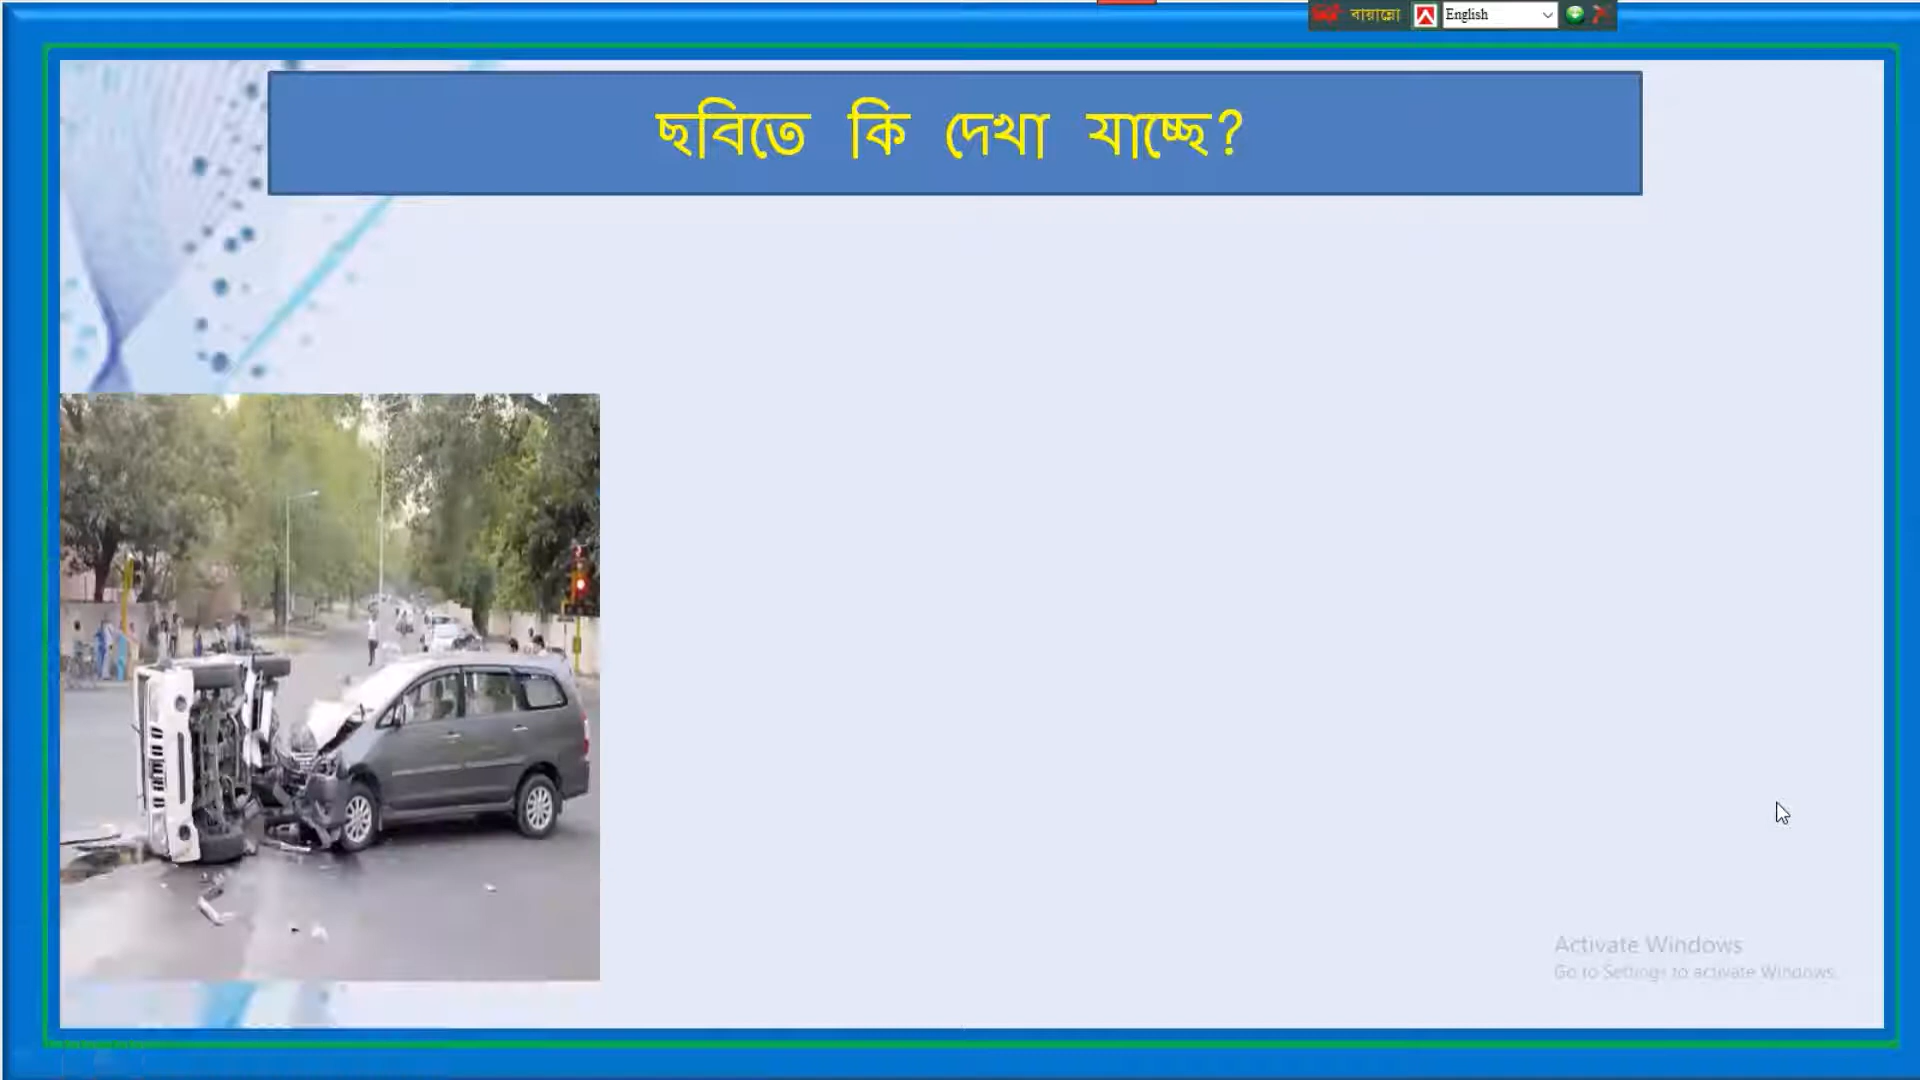 বায়ান্নো English
ছবিতে কি দেখা যাচ্ছে?
Activate Windows
Go to Settings to activate Windows.